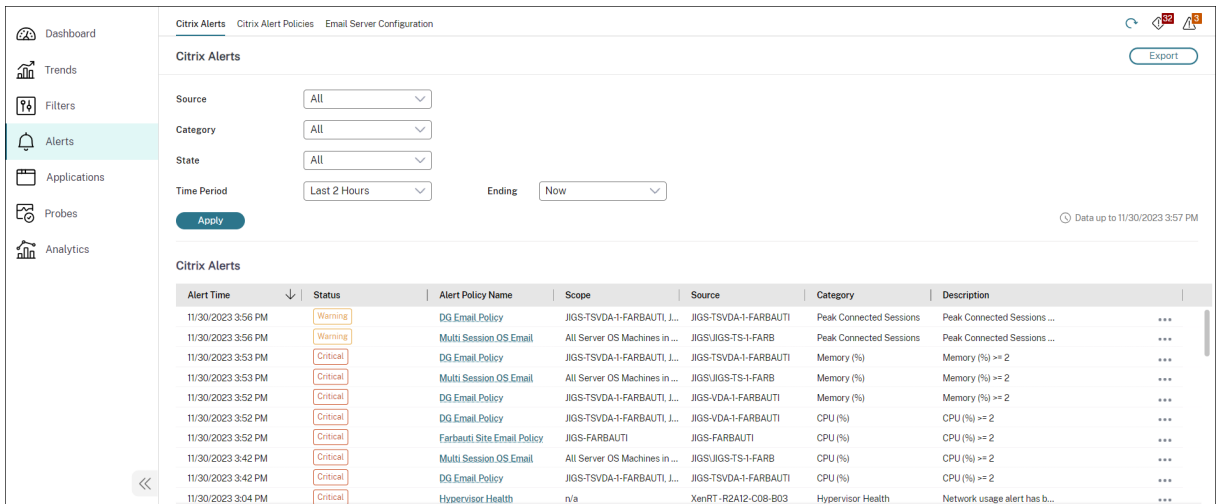 Citrix Alerts Citrix Alert Policies Email Server Configuration 32 3
Dashboard
Trends
Filters
Alerts
Applications
Probes
Analytics
Citrix Alerts Export
Source All
Category All
State All
Time Period Last 2 Hours Ending Now
Apply Data up to 11/30/2023 3:57 PM
Citrix Alerts
Alert Time Status Alert Policy Name Scope Source Category Description
11/30/2023 3:56 PM Warning DG Email Policy JIGS-TSVDA-1-FARBAUTI, J... JIGS-TSVDA-1-FARBAUTI Peak Connected Sessions Peak Connected Sessions ...
11/30/2023 3:56 PM Warning Multi Session OS Email All Server OS Machines in ... JIGS\JIGS-TS-1-FARB Peak Connected Sessions Peak Connected Sessions ...
11/30/2023 3:53 PM Critical DG Email Policy JIGS-TSVDA-1-FARBAUTI, J... JIGS-TSVDA-1-FARBAUTI Memory (%) Memory (%) >= 2
11/30/2023 3:53 PM Critical Multi Session OS Email All Server OS Machines in ... JIGS\JIGS-TS-1-FARB Memory (%) Memory (%) >= 2
11/30/2023 3:52 PM Critical DG Email Policy JIGS-TSVDA-1-FARBAUTI, J... JIGS-VDA-1-FARBAUTI Memory (%) Memory (%) >= 2
11/30/2023 3:52 PM Critical DG Email Policy JIGS-TSVDA-1-FARBAUTI, J... JIGS-VDA-1-FARBAUTI CPU (%) CPU (%) >= 2
11/30/2023 3:52 PM Critical Farbauti Site Email Policy JIGS-FARBAUTI JIGS-FARBAUTI CPU (%) CPU (%) >= 2
11/30/2023 3:42 PM Critical Multi Session OS Email All Server OS Machines in ... JIGS\JIGS-TS-1-FARB CPU (%) CPU (%) >= 2
11/30/2023 3:42 PM Critical DG Email Policy JIGS-TSVDA-1-FARBAUTI, J... JIGS-TSVDA-1-FARBAUTI CPU (%) CPU (%) >= 2
11/30/2023 3:04 PM Critical Hypervisor Health n/a XenRT-R2A12-C08-B03 Hypervisor Health Network usage alert has b...